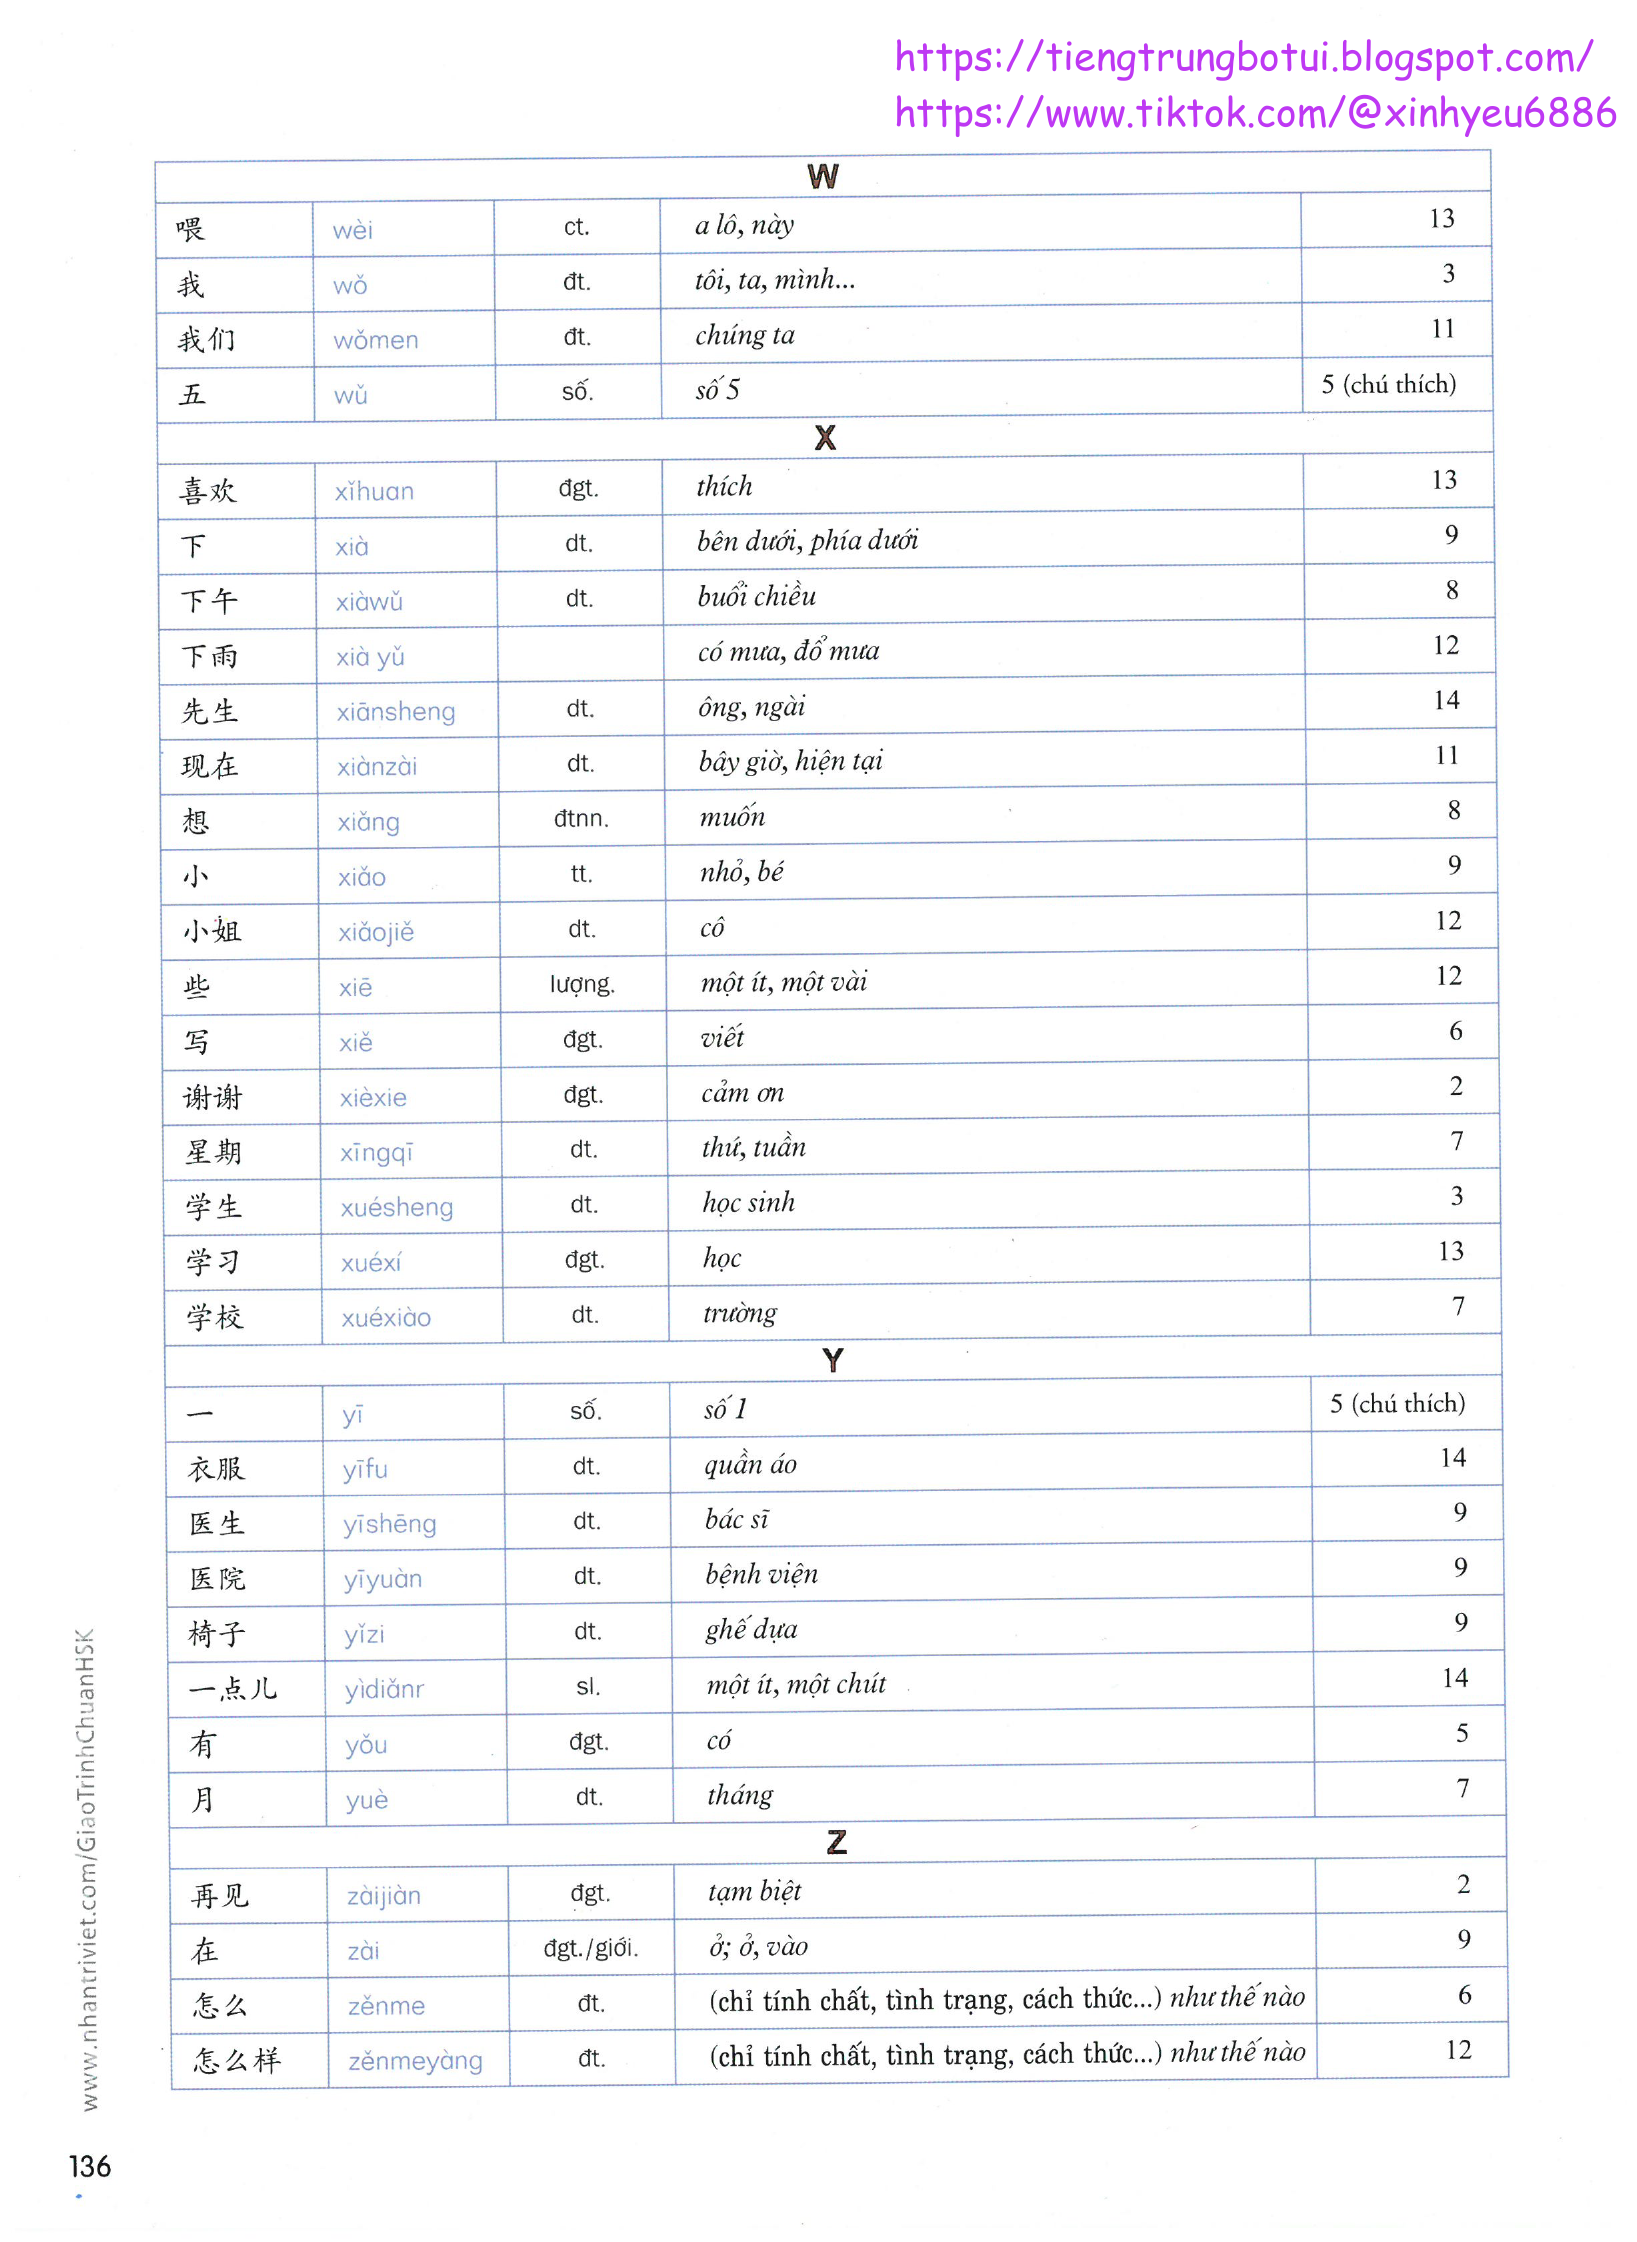 https://tiengtrungbotui.blogspot.com/
https://www.tiktok.com/@xinhyeu6886
W
喂 wèi ct. a lô, này 13
我 wǒ đt. tôi, ta, mình... 3
我们 wǒmen đt. chúng ta 11
五 wǔ số. số 5 5 (chú thích)
X
喜欢 xǐhuan đgt. thích 13
下 xià dt. bên dưới, phía dưới 9
下午 xiàwǔ dt. buổi chiều 8
下雨 xià yǔ có mưa, đổ mưa 12
先生 xiānsheng dt. ông, ngài 14
现在 xiànzài dt. bây giờ, hiện tại 11
想 xiǎng đtnn. muốn 8
小 xiǎo tt. nhỏ, bé 9
小姐 xiǎojiě dt. cô 12
些 xiē lượng. một ít, một vài 12
写 xiě đgt. viết 6
谢谢 xièxie đgt. cảm ơn 2
星期 xīngqī dt. thứ, tuần 7
学生 xuésheng dt. học sinh 3
学习 xuéxí đgt. học 13
学校 xuéxiào dt. trường 7
Y
一 yī số. số 1 5 (chú thích)
衣服 yīfu dt. quần áo 14
医生 yīshēng dt. bác sĩ 9
医院 yīyuàn dt. bệnh viện 9
椅子 yǐzi dt. ghế dựa 9
一点儿 yìdiǎnr sl. một ít, một chút 14
有 yǒu đgt. có 5
月 yuè dt. tháng 7
Z
再见 zàijiàn đgt. tạm biệt 2
在 zài đgt./giới. ở; ở, vào 9
怎么 zěnme đt. (chỉ tính chất, tình trạng, cách thức...) như thế nào 6
怎么样 zěnmeyàng đt. (chỉ tính chất, tình trạng, cách thức...) như thế nào 12
www.nhantriviet.com/GiaoTrinhChuanHSK
136